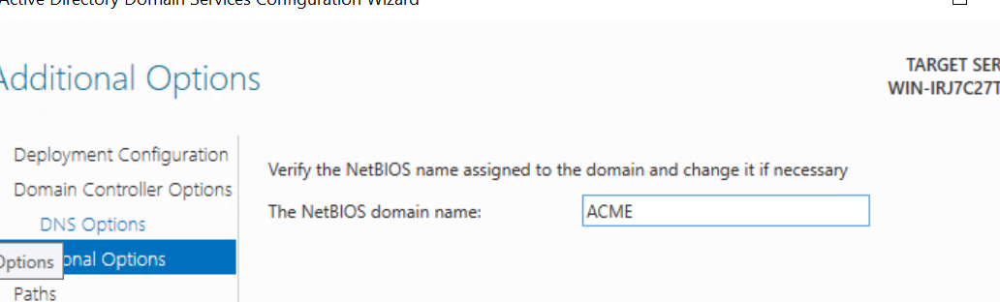 Active Directory Domain Services Configuration Wizard
Additional Options
TARGET SER
WIN-IRJ7C27T
Deployment Configuration
Domain Controller Options
DNS Options
Options
onal Options
Paths
Verify the NetBIOS name assigned to the domain and change it if necessary
The NetBIOS domain name:
ACME